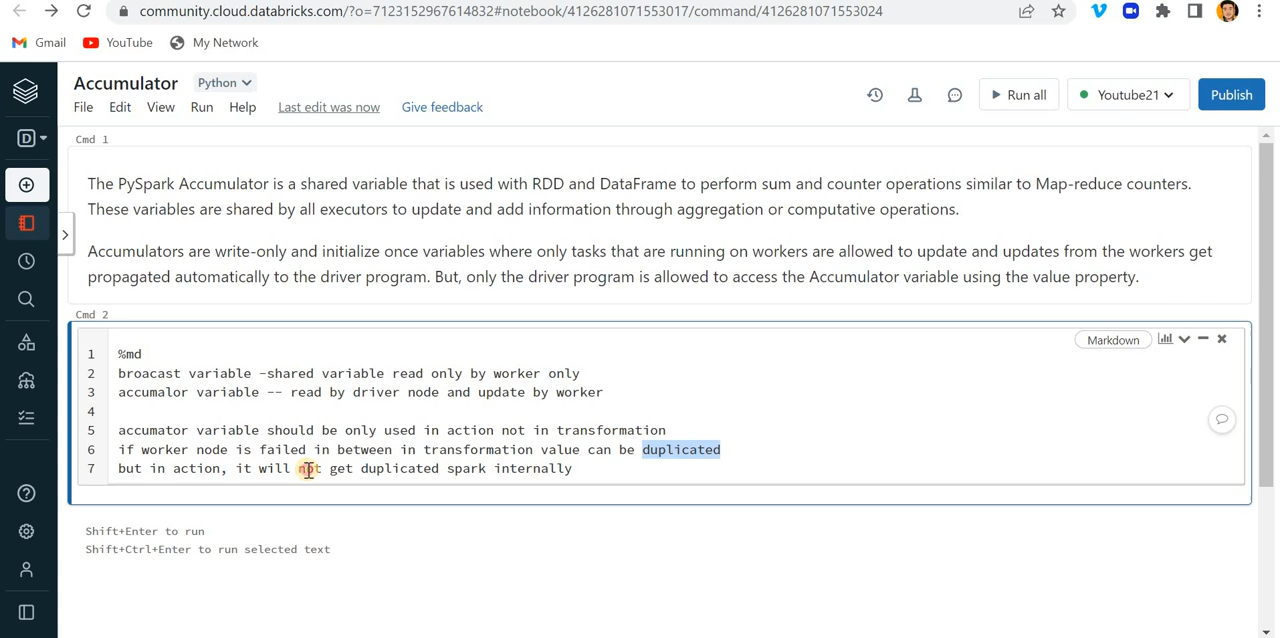 community.cloud.databricks.com/?o=7123152967614832#notebook/4126281071553017/command/4126281071553024
Gmail YouTube My Network
Accumulator Python
File Edit View Run Help Last edit was now Give feedback
Run all Youtube21 Publish
D
Cmd 1
The PySpark Accumulator is a shared variable that is used with RDD and DataFrame to perform sum and counter operations similar to Map-reduce counters.
These variables are shared by all executors to update and add information through aggregation or computative operations.
Accumulators are write-only and initialize once variables where only tasks that are running on workers are allowed to update and updates from the workers get
propagated automatically to the driver program. But, only the driver program is allowed to access the Accumulator variable using the value property.
Cmd 2
Markdown
1 %md
2 broacast variable -shared variable read only by worker only
3 accumalor variable -- read by driver node and update by worker
4
5 accumator variable should be only used in action not in transformation
6 if worker node is failed in between in transformation value can be duplicated
7 but in action, it will not get duplicated spark internally
Shift+Enter to run
Shift+Ctrl+Enter to run selected text